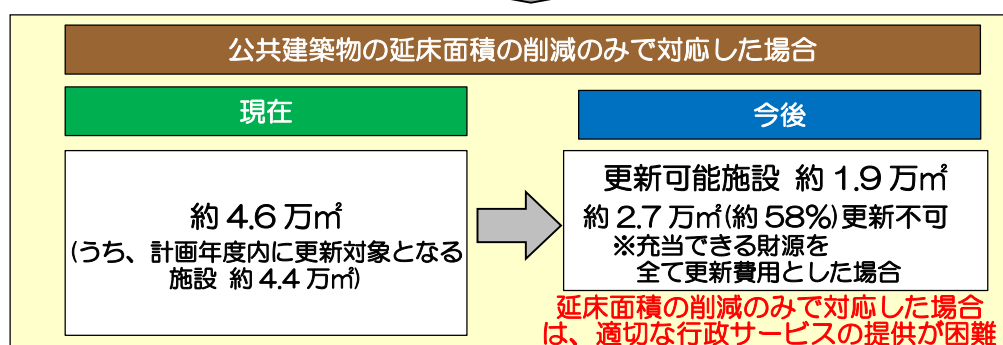 公共建築物の延床面積の削減のみで対応した場合
現在
約4.6万㎡
(うち、計画年度内に更新対象となる
施設 約4.4万㎡)
今後
更新可能施設 約1.9万㎡
約2.7万㎡(約58%)更新不可
※充当できる財源を
全て更新費用とした場合
延床面積の削減のみで対応した場合
は、適切な行政サービスの提供が困難